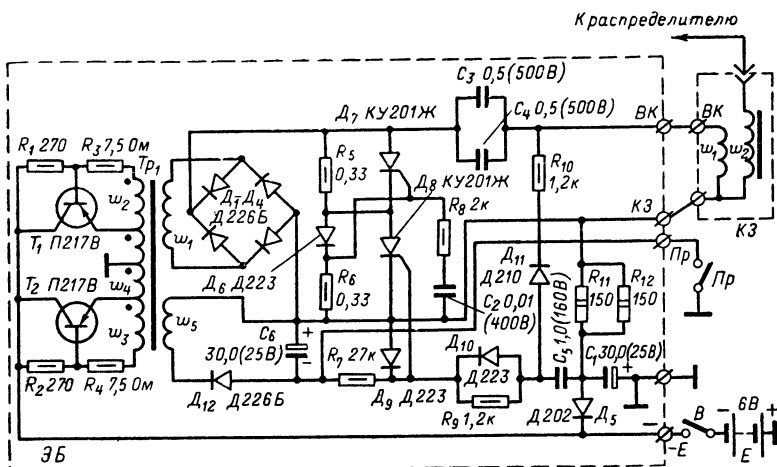 К распределителю
C₃ 0,5(500В)
C₄ 0,5(500В)
Д₇ КУ201Ж
ВК
ВК
R₁ 270
R₃ 7,5 Ом
Тр₁
R₅
0,33
R₁₀
1,2к
w₁
w₂
w₂
w₁
Д₁-Д₄
Д226Б
Д₈ КУ201Ж
R₈ 2к
КЗ
КЗ
T₁ П217В
T₂ П217В
w₄
Д₆ Д223
Д₁₁
Д210
Пр
R₁₁
150
R₁₂
150
Пр
R₆
0,33
C₂ 0,01
(400В)
w₃
w₅
C₆
30,0(25В)
+
−
R₇ 27к
Д₁₀
Д223
C₅ 1,0(160В)
C₁ 30,0(25В)
+
R₂ 270
R₄ 7,5 Ом
Д₁₂
Д226Б
Д₉ Д223
R₉ 1,2к
Д202
Д₅
−
−Е
В
−
6В
+
Е
ЭБ